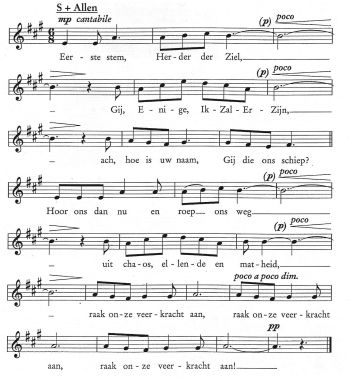 S + Allen
mp cantabile (p) poco
Eer - ste stem, Her - der der Ziel,
(p) poco
Gij, E - ni - ge, Ik - Zal - Er - Zijn,
ach, hoe is uw naam, Gij die ons schiep?
(p) poco
Hoor ons dan nu en roep ons weg
(p) poco
uit cha - os, el - len - de en mat - heid,
poco a poco dim.
raak on - ze veer - kracht aan, raak on - ze veer - kracht
pp
aan, raak on - ze veer - kracht aan!